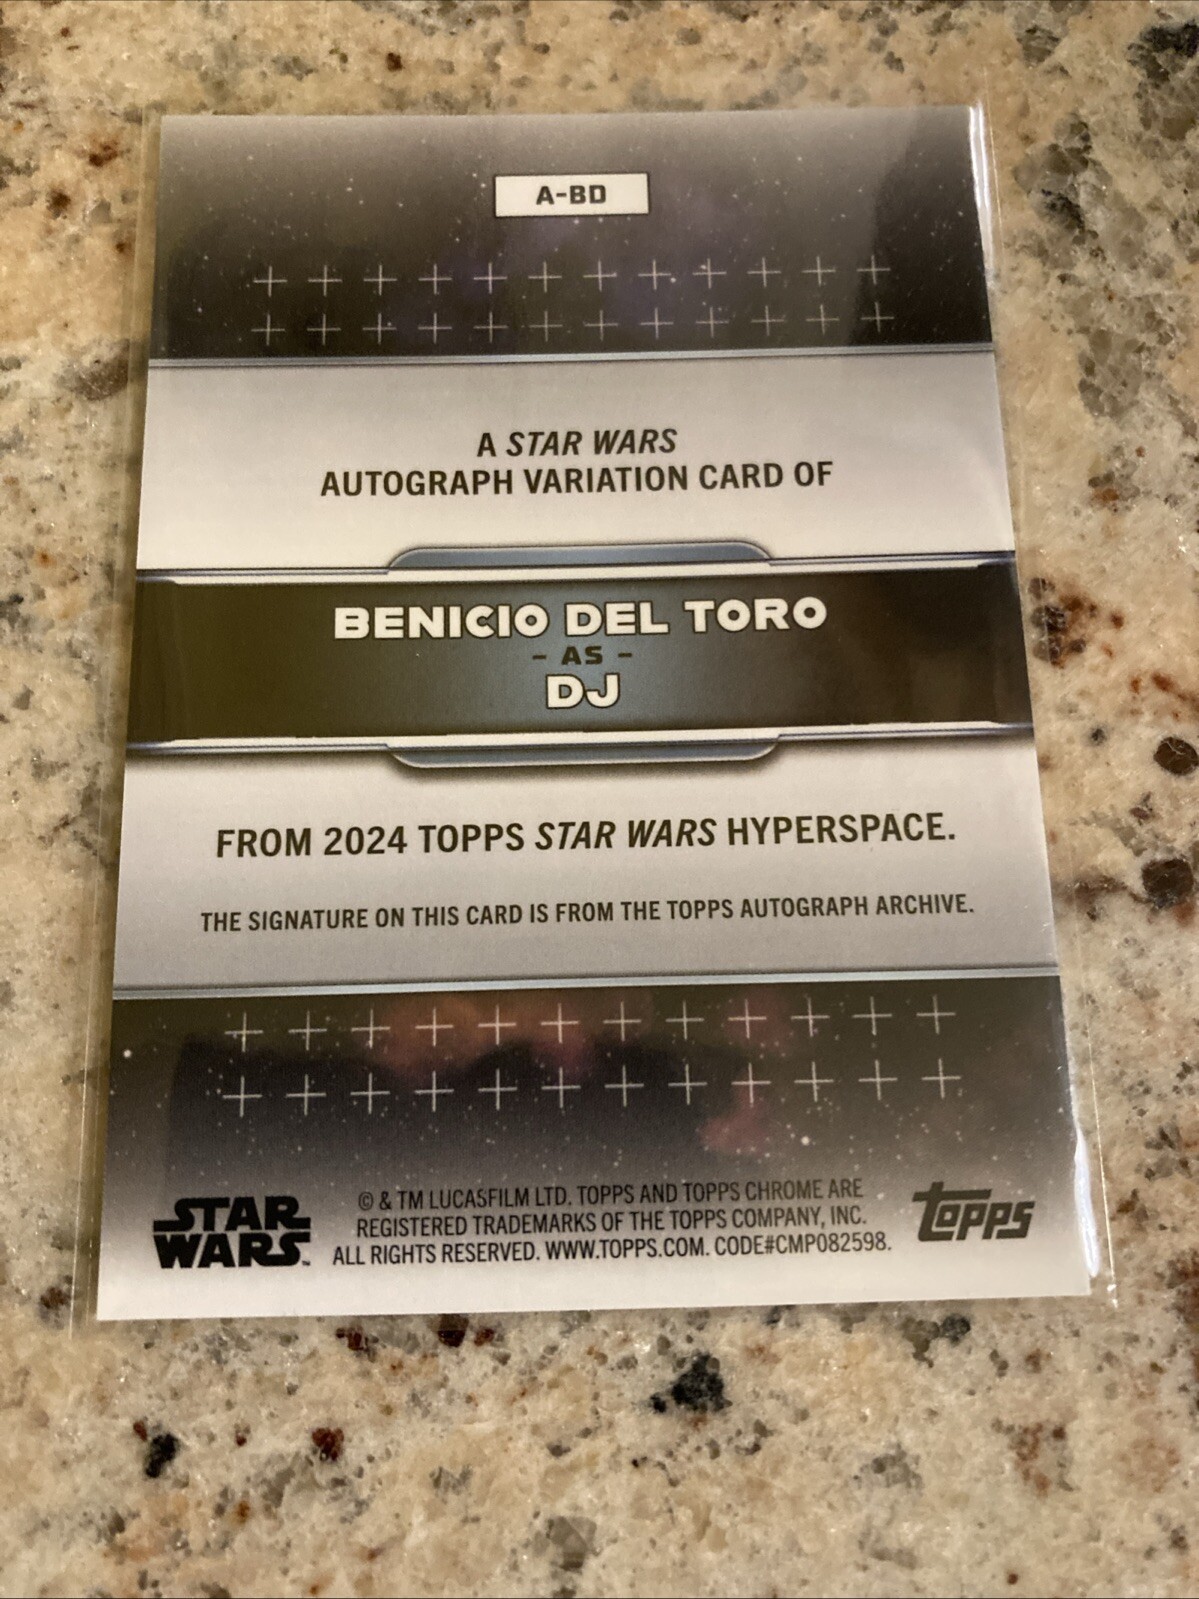 A-BD
A STAR WARS
AUTOGRAPH VARIATION CARD OF
BENICIO DEL TORO
- AS -
DJ
FROM 2024 TOPPS STAR WARS HYPERSPACE.
THE SIGNATURE ON THIS CARD IS FROM THE TOPPS AUTOGRAPH ARCHIVE.
STAR
WARS
© & TM LUCASFILM LTD. TOPPS AND TOPPS CHROME ARE
REGISTERED TRADEMARKS OF THE TOPPS COMPANY, INC.
ALL RIGHTS RESERVED. WWW.TOPPS.COM. CODE#CMP082598.
topps